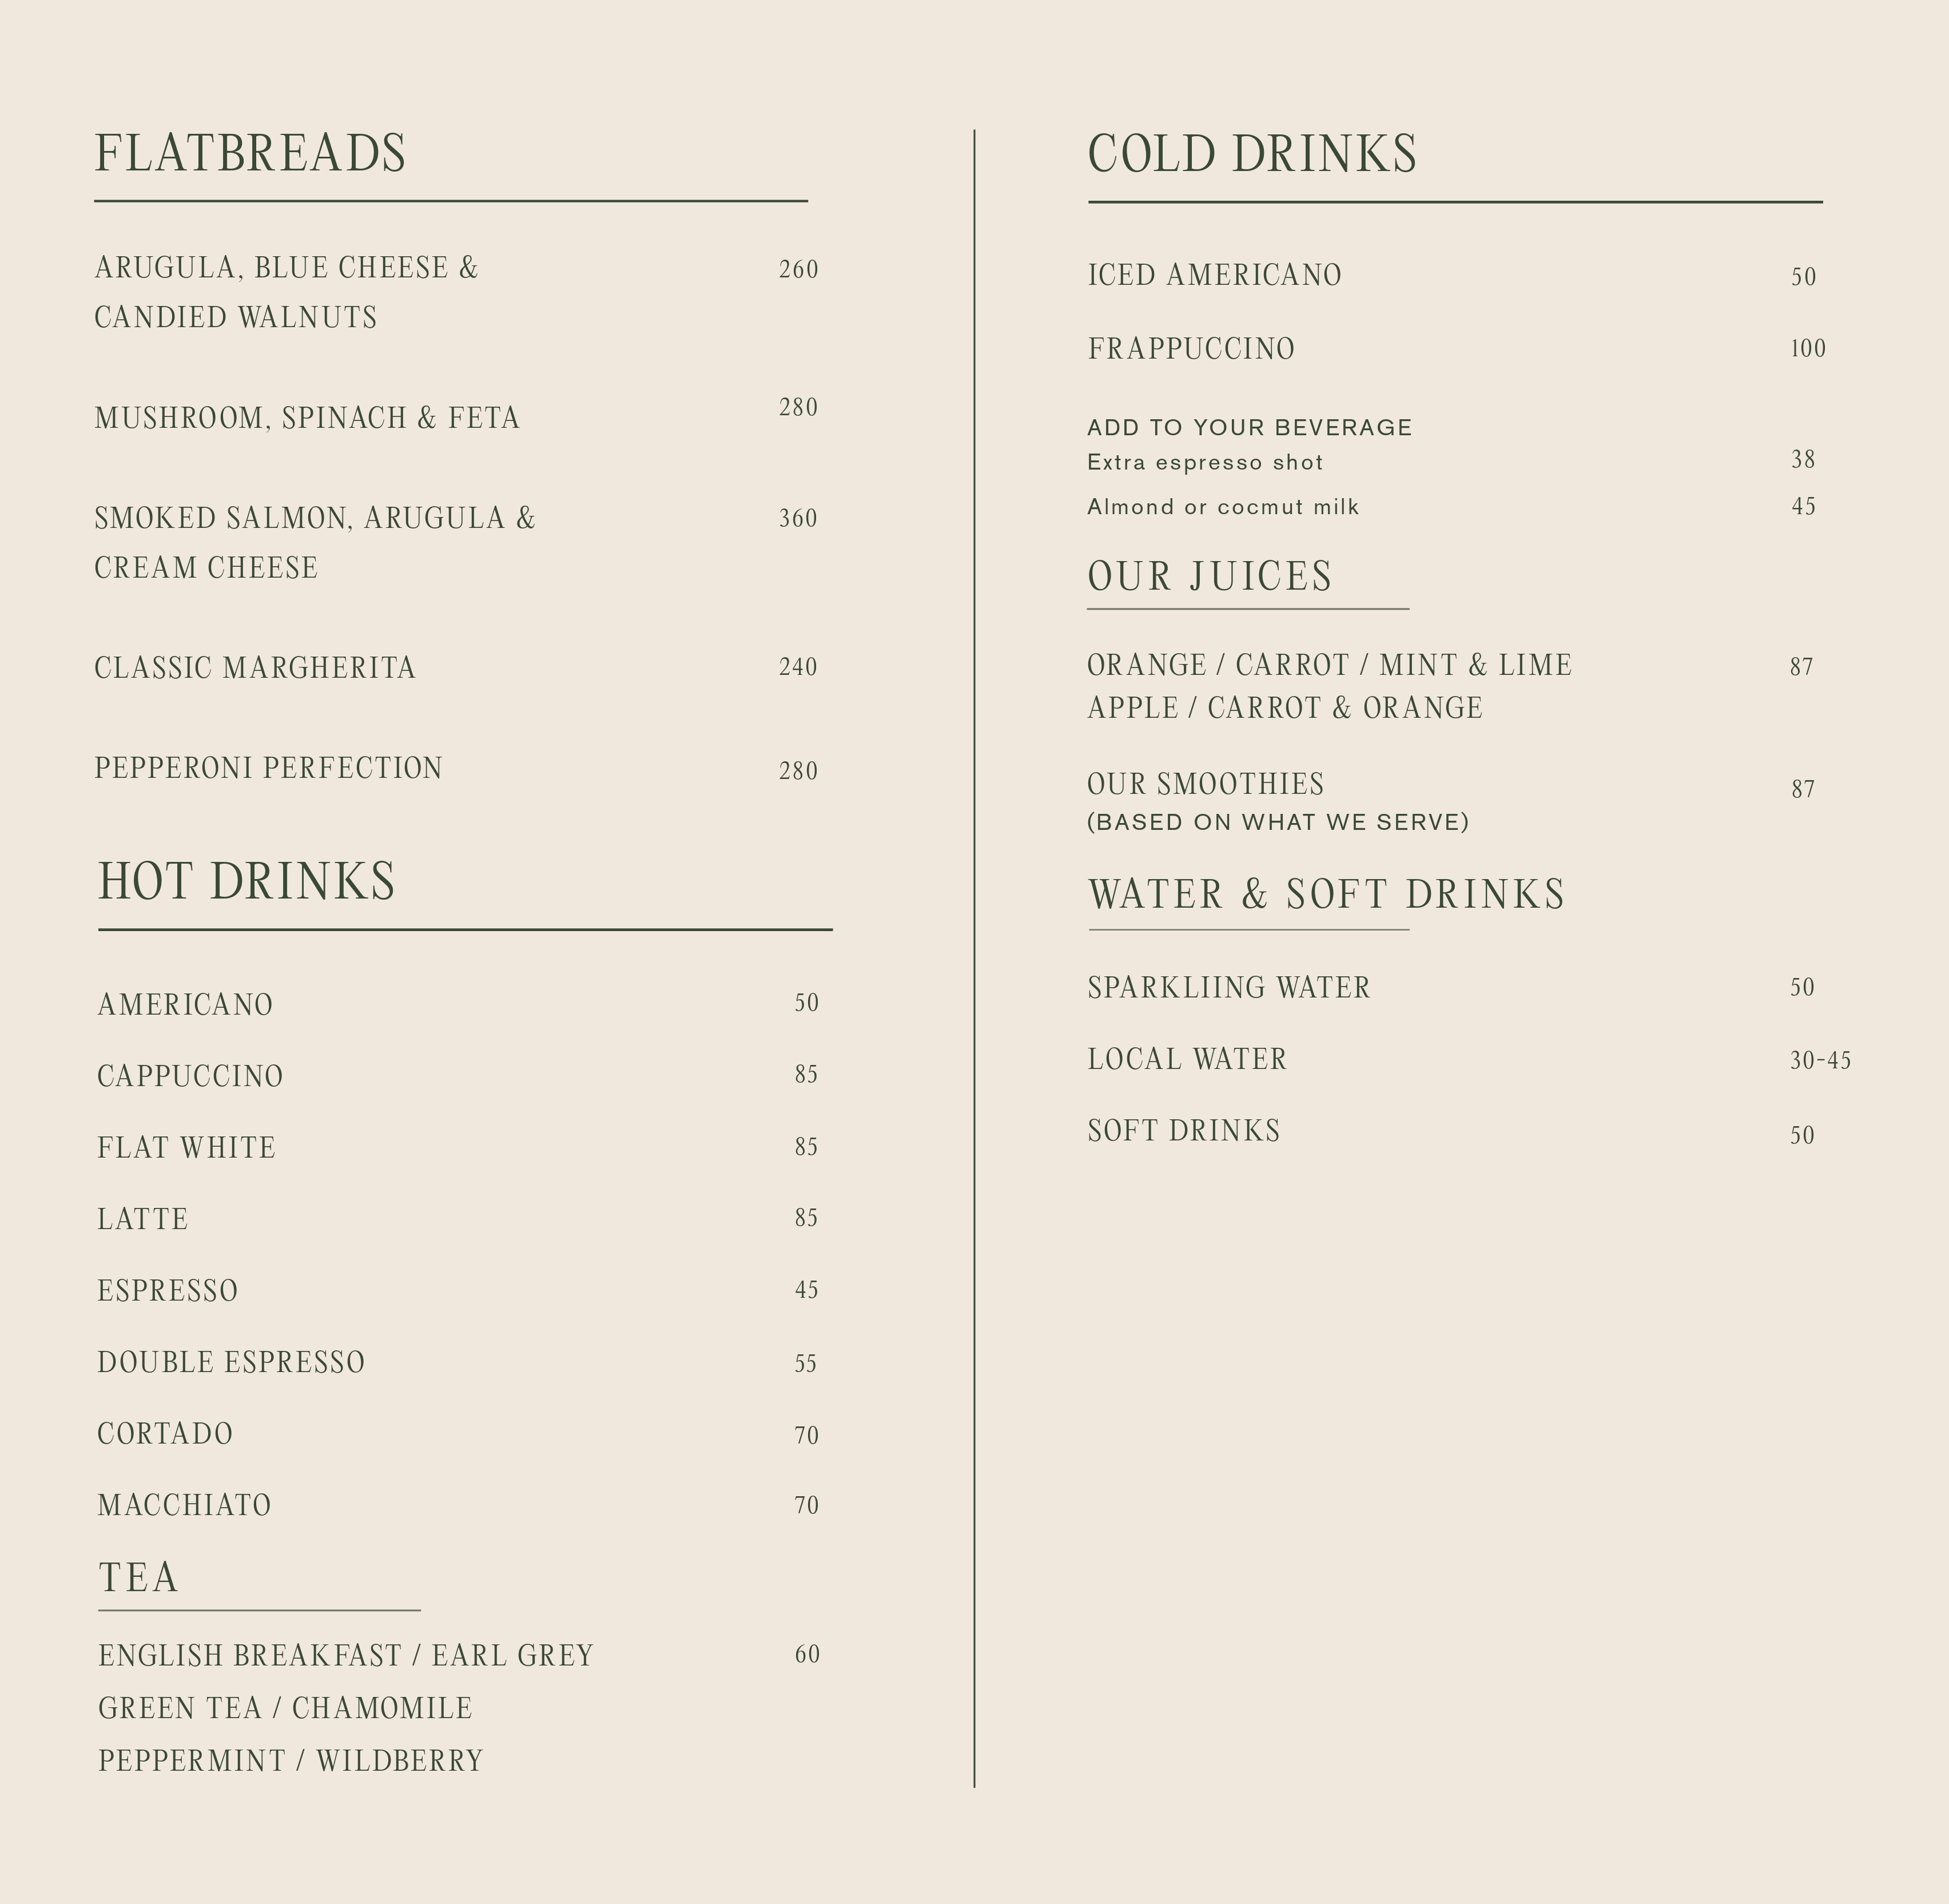 FLATBREADS
ARUGULA, BLUE CHEESE & 260
CANDIED WALNUTS
MUSHROOM, SPINACH & FETA 280
SMOKED SALMON, ARUGULA & 360
CREAM CHEESE
CLASSIC MARGHERITA 240
PEPPERONI PERFECTION 280
HOT DRINKS
AMERICANO 50
CAPPUCCINO 85
FLAT WHITE 85
LATTE 85
ESPRESSO 45
DOUBLE ESPRESSO 55
CORTADO 70
MACCHIATO 70
TEA
ENGLISH BREAKFAST / EARL GREY 60
GREEN TEA / CHAMOMILE
PEPPERMINT / WILDBERRY
COLD DRINKS
ICED AMERICANO 50
FRAPPUCCINO 100
ADD TO YOUR BEVERAGE
Extra espresso shot 38
Almond or cocmut milk 45
OUR JUICES
ORANGE / CARROT / MINT & LIME 87
APPLE / CARROT & ORANGE
OUR SMOOTHIES 87
(BASED ON WHAT WE SERVE)
WATER & SOFT DRINKS
SPARKLIING WATER 50
LOCAL WATER 30-45
SOFT DRINKS 50